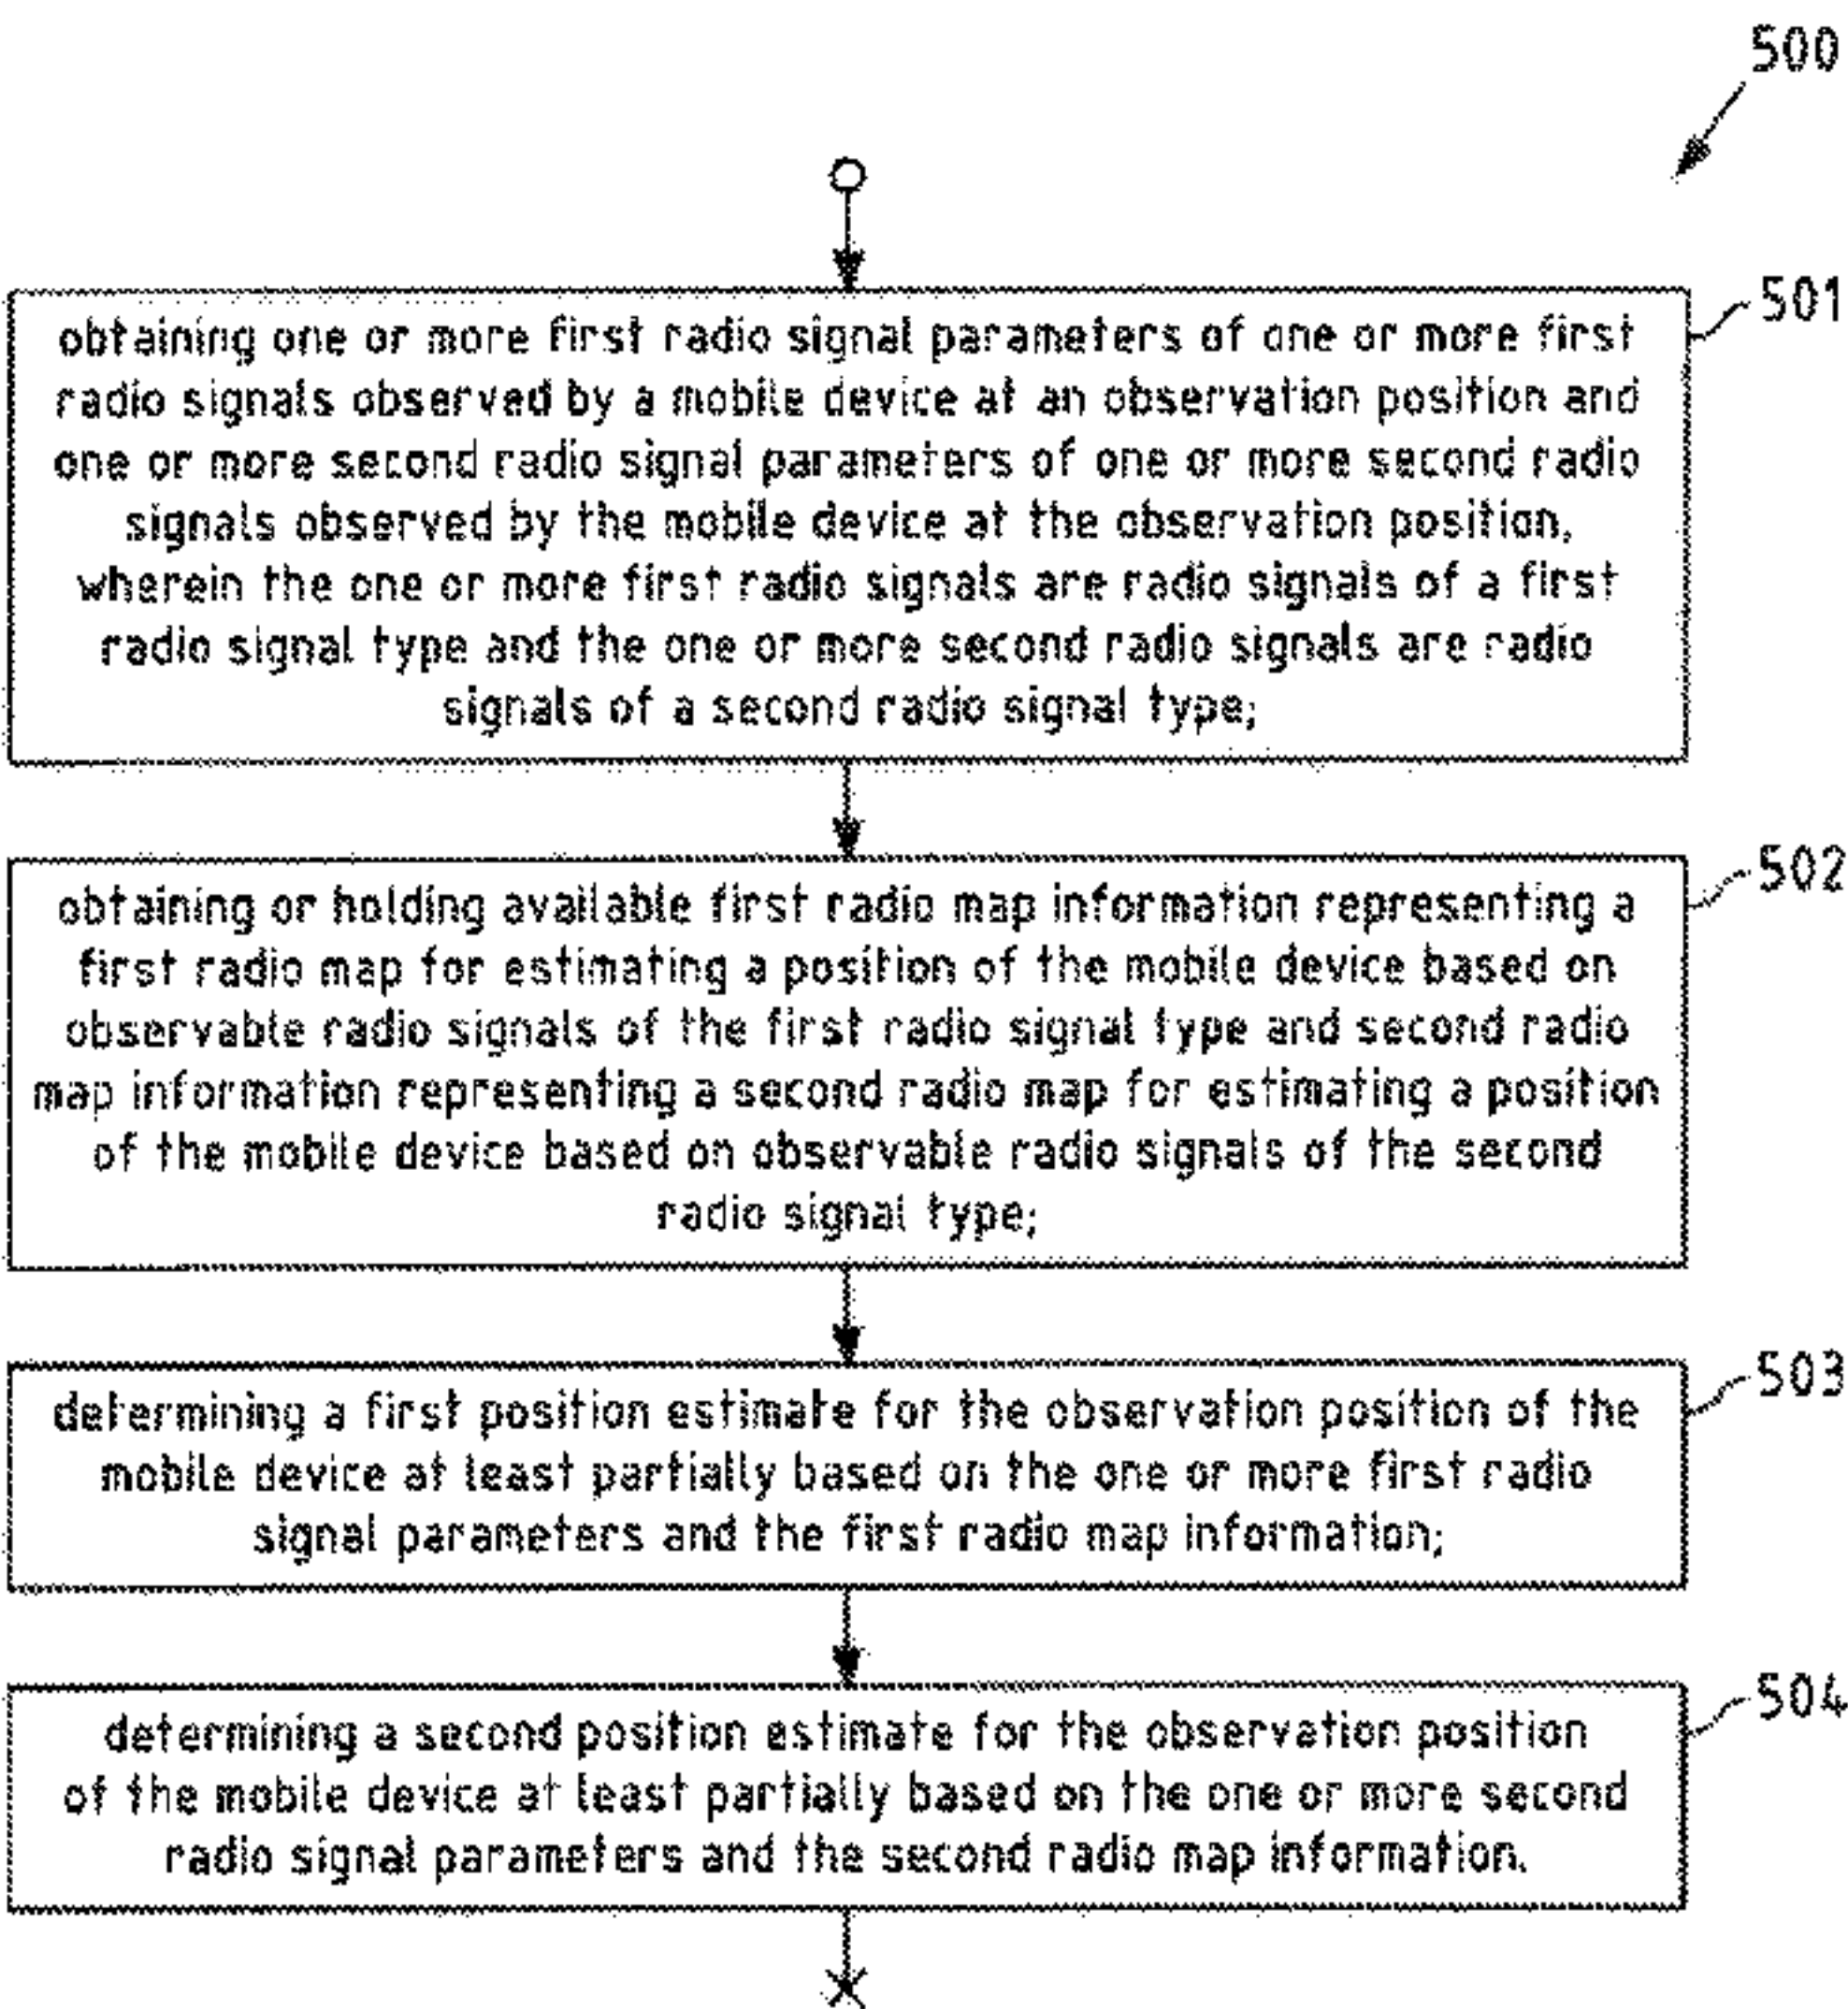 500
501
obtaining one or more first radio signal parameters of one or more first
radio signals observed by a mobile device at an observation position and
one or more second radio signal parameters of one or more second radio
signals observed by the mobile device at the observation position,
wherein the one or more first radio signals are radio signals of a first
radio signal type and the one or more second radio signals are radio
signals of a second radio signal type;
502
obtaining or holding available first radio map information representing a
first radio map for estimating a position of the mobile device based on
observable radio signals of the first radio signal type and second radio
map information representing a second radio map for estimating a position
of the mobile device based on observable radio signals of the second
radio signal type;
503
determining a first position estimate for the observation position of the
mobile device at least partially based on the one or more first radio
signal parameters and the first radio map information;
504
determining a second position estimate for the observation position
of the mobile device at least partially based on the one or more second
radio signal parameters and the second radio map information.